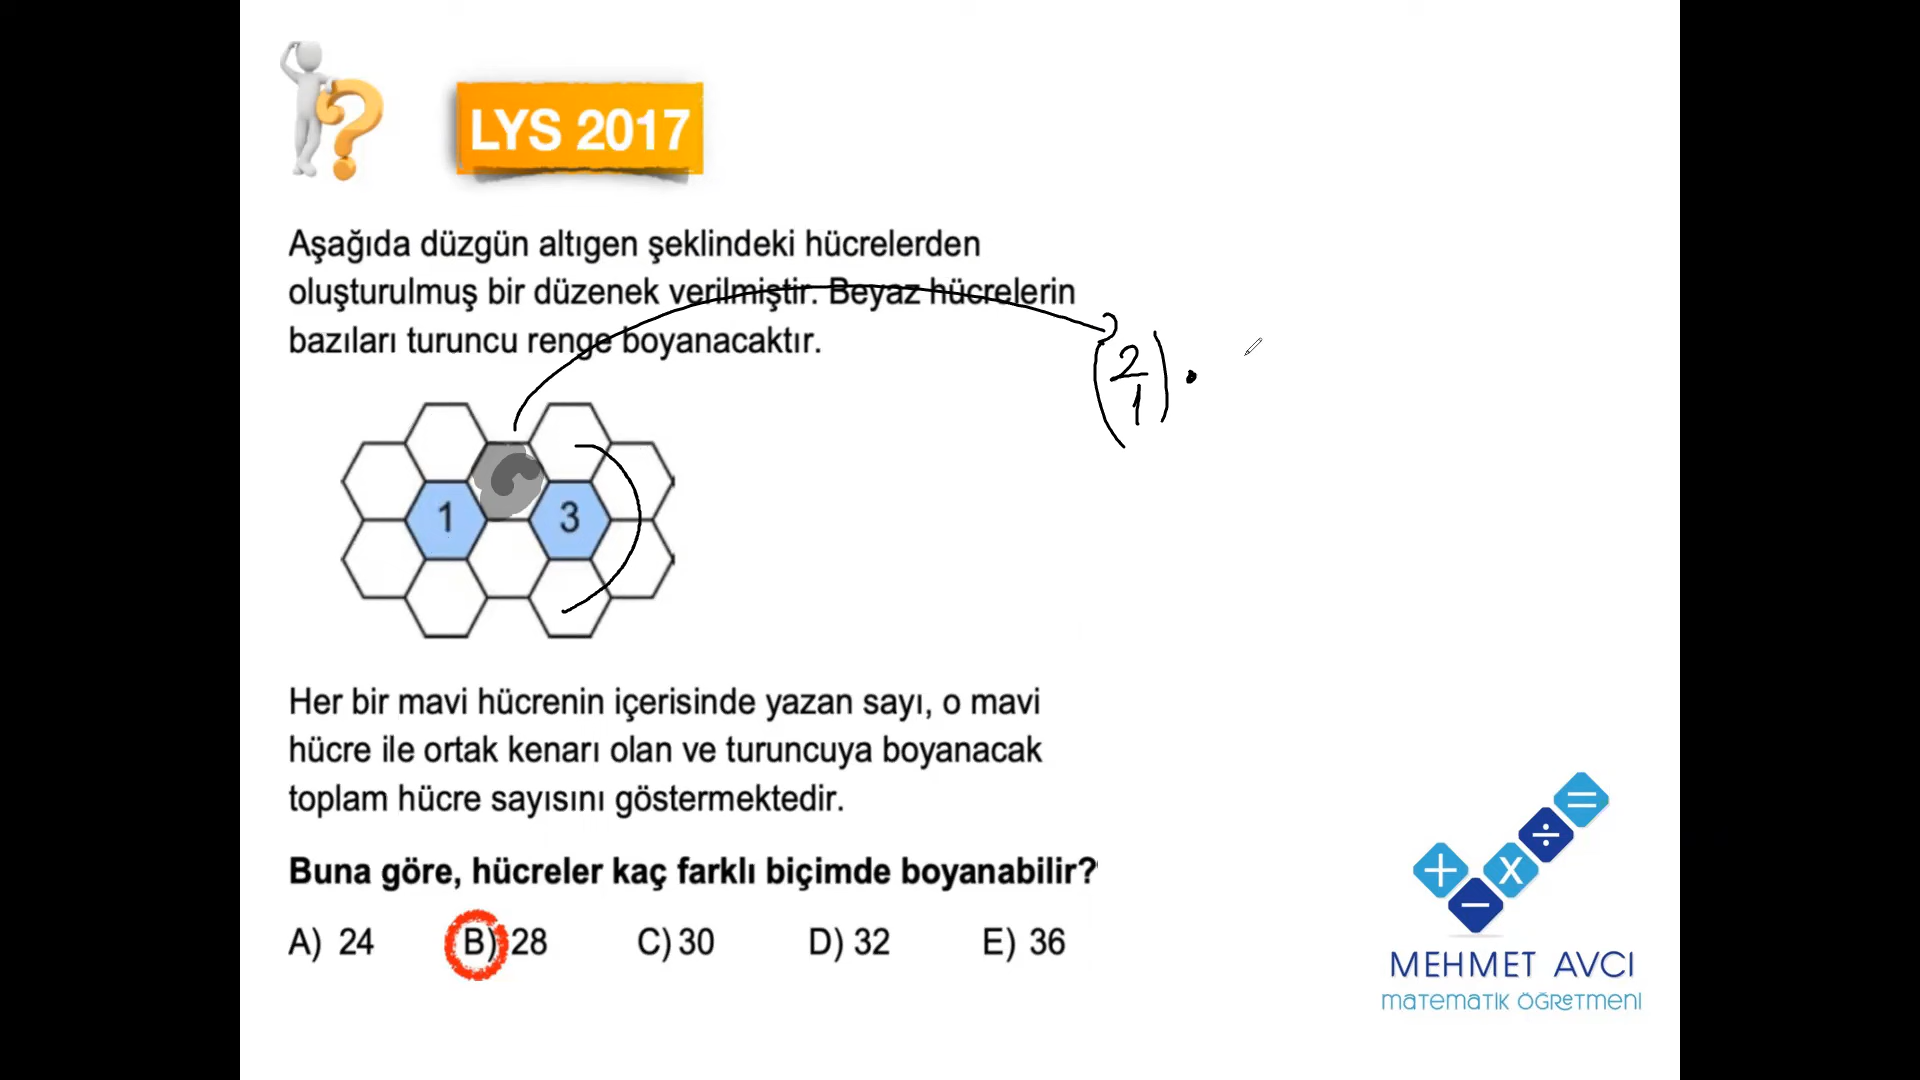 LYS 2017
Aşağıda düzgün altıgen şeklindeki hücrelerden
oluşturulmuş bir düzenek verilmiştir. Beyaz hücrelerin
bazıları turuncu renge boyanacaktır.
(2/1) •
1 3
Her bir mavi hücrenin içerisinde yazan sayı, o mavi
hücre ile ortak kenarı olan ve turuncuya boyanacak
toplam hücre sayısını göstermektedir.
Buna göre, hücreler kaç farklı biçimde boyanabilir?
A) 24 B) 28 C) 30 D) 32 E) 36
+ − x ÷ =
MEHMET AVCI
matematik öğretmeni